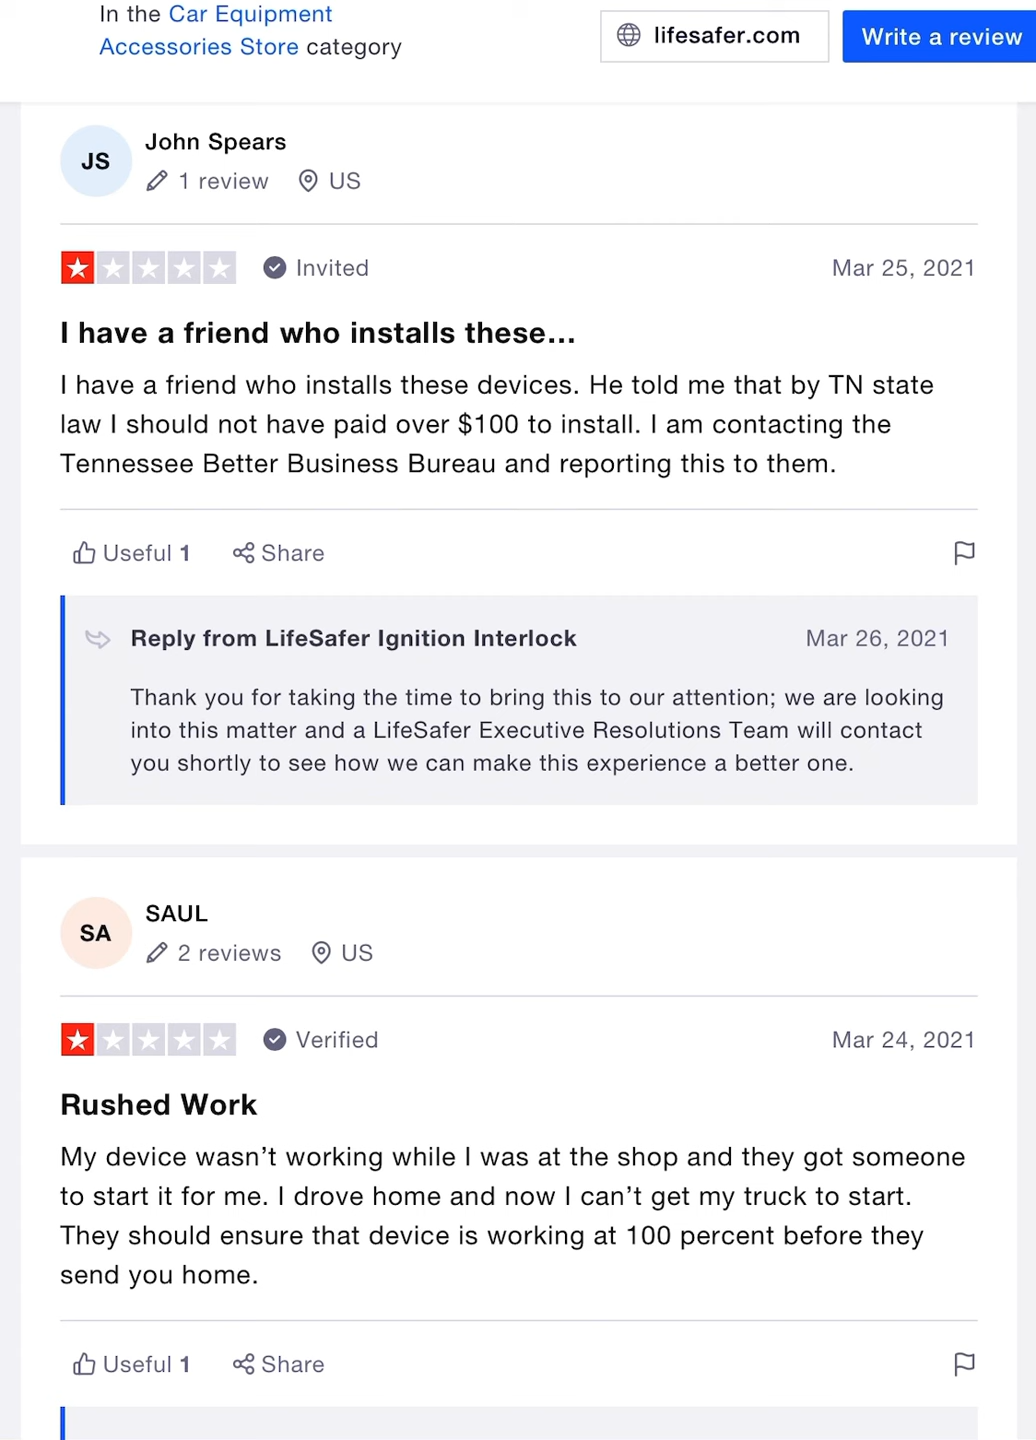 In the Car Equipment
Accessories Store category
lifesafer.com
Write a review
JS
John Spears
1 review US
Invited
Mar 25, 2021
I have a friend who installs these...
I have a friend who installs these devices. He told me that by TN state
law I should not have paid over $100 to install. I am contacting the
Tennessee Better Business Bureau and reporting this to them.
Useful 1 Share
Reply from LifeSafer Ignition Interlock
Mar 26, 2021
Thank you for taking the time to bring this to our attention; we are looking
into this matter and a LifeSafer Executive Resolutions Team will contact
you shortly to see how we can make this experience a better one.
SA
SAUL
2 reviews US
Verified
Mar 24, 2021
Rushed Work
My device wasn't working while I was at the shop and they got someone
to start it for me. I drove home and now I can't get my truck to start.
They should ensure that device is working at 100 percent before they
send you home.
Useful 1 Share